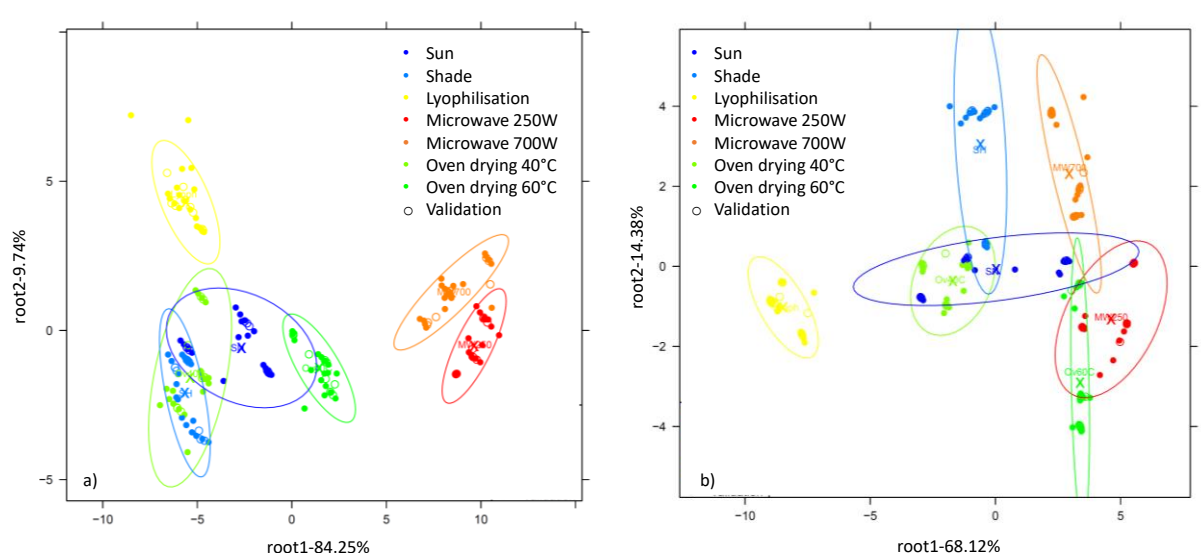 Sun
Shade
Lyophilisation
Microwave 250W
Microwave 700W
Oven drying 40°C
Oven drying 60°C
Validation
5
0
−5
root2-9.74%
MW700
a)
−10
−5
0
5
10
root1-84.25%
Sun
Shade
Lyophilisation
Microwave 250W
Microwave 700W
Oven drying 40°C
Oven drying 60°C
Validation
4
2
0
−2
−4
root2-14.38%
SH
MW700
MW250
Ov60C
b)
−10
−5
0
5
root1-68.12%